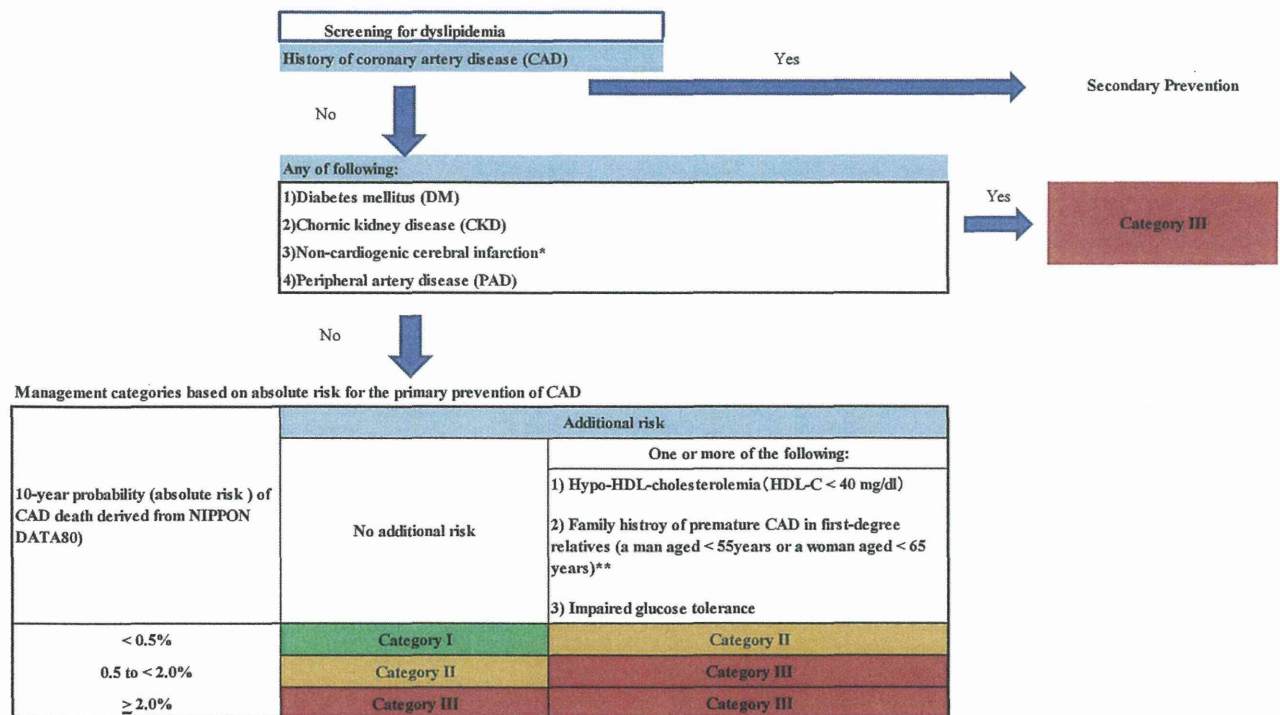 Screening for dyslipidemia
History of coronary artery disease (CAD)
Yes
Secondary Prevention
No
Any of following:
1)Diabetes mellitus (DM)
2)Chornic kidney disease (CKD)
3)Non-cardiogenic cerebral infarction*
4)Peripheral artery disease (PAD)
Yes
Category III
No
Management categories based on absolute risk for the primary prevention of CAD
10-year probability (absolute risk ) of
CAD death derived from NIPPON
DATA80)
Additional risk
No additional risk
One or more of the following:
1) Hypo-HDL-cholesterolemia(HDL-C < 40 mg/dl)
2) Family histroy of premature CAD in first-degree
relatives (a man aged < 55years or a woman aged < 65
years)**
3) Impaired glucose tolerance
< 0.5% Category I Category II
0.5 to < 2.0% Category II Category III
≥ 2.0% Category III Category III